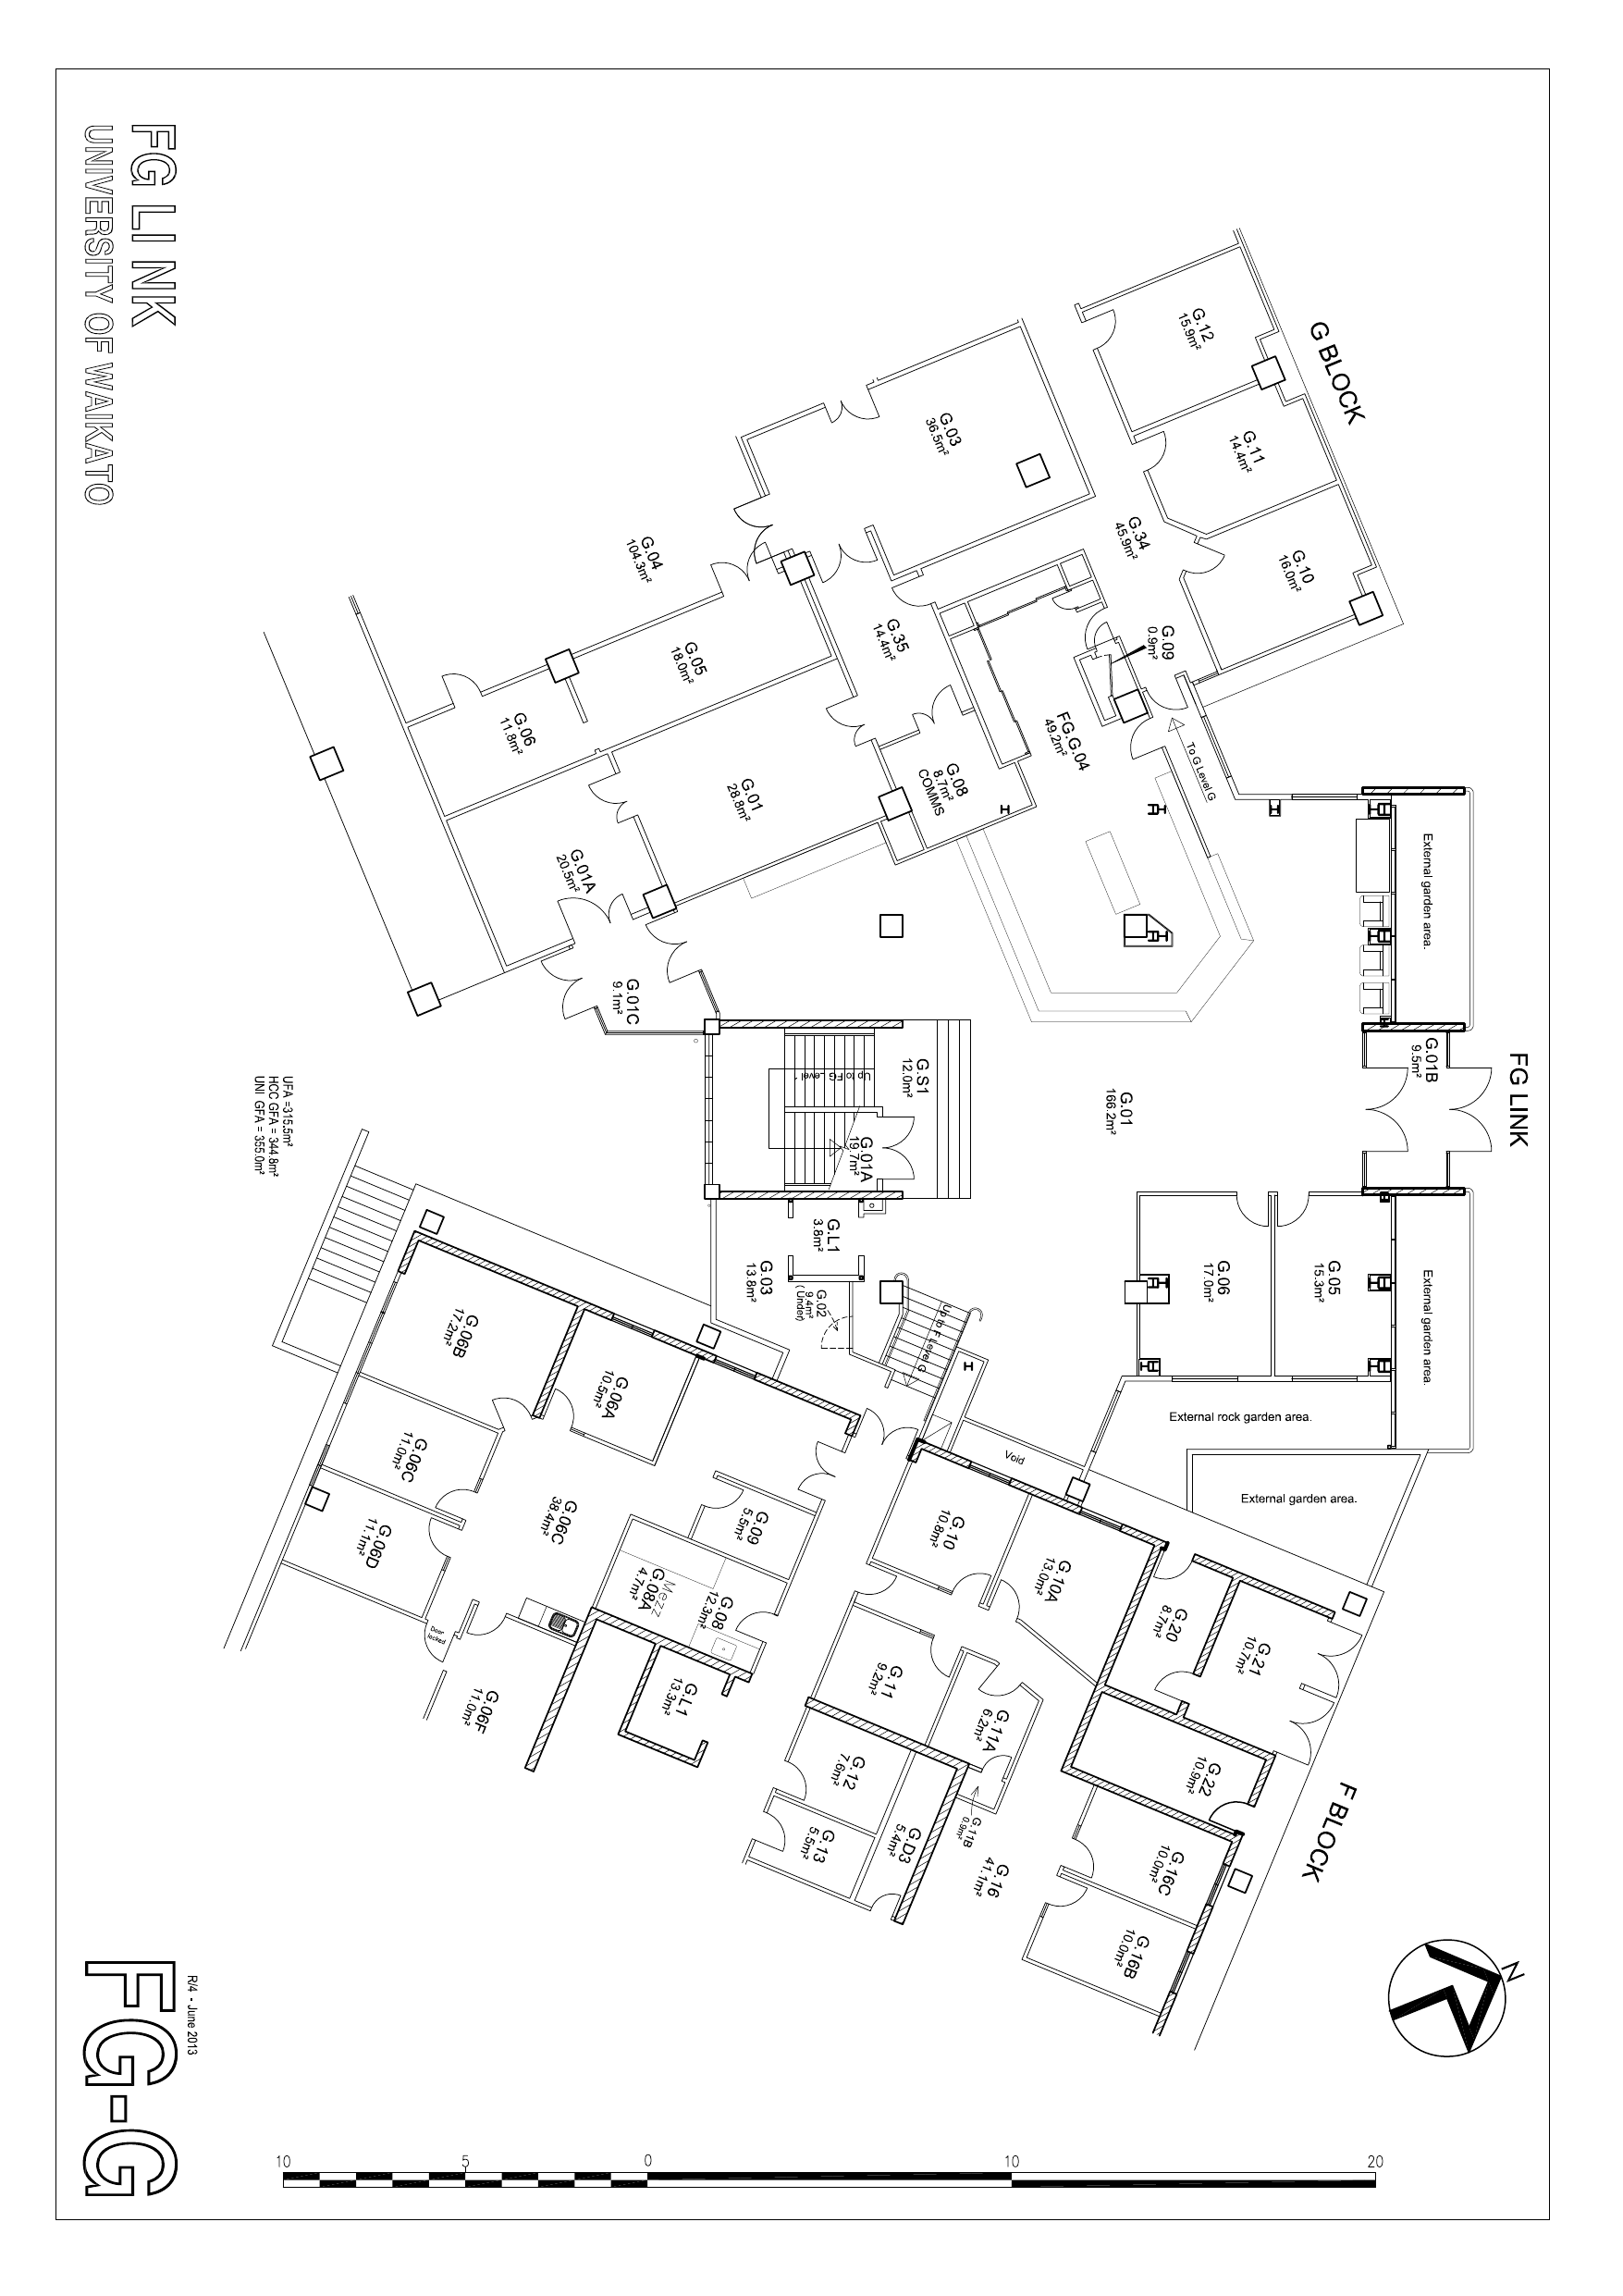 FG LINK
UNIVERSITY OF WAIKATO
G BLOCK
G.12
15.9m²
G.11
14.4m²
G.10
16.0m²
G.03
36.5m²
G.34
45.9m²
G.09
0.9m²
G.04
104.3m²
G.35
14.4m²
G.05
18.0m²
G.06
11.8m²
FG.G.04
49.2m²
To G Level G
G.08
8.7m²
COMMS
G.01
28.8m²
G.01A
20.5m²
G.01C
9.1m²
External garden area.
FG LINK
G.01B
9.5m²
G.S1
12.0m²
Up to FG Level
G.01A
19.7m²
G.01
166.2m²
UFA =315.5m²
HCC GFA = 344.8m²
UNI GFA = 355.0m²
G.L1
3.8m²
G.03
13.8m²
G.02
9.4m²
(Under)
Up to F Level G
G.06
17.0m²
G.05
15.3m²
External garden area.
External rock garden area.
External garden area.
Void
G.06B
17.2m²
G.06A
10.5m²
G.06C
11.0m²
G.06C
38.4m²
G.06D
11.1m²
G.09
5.5m²
G.08A
4.7m²
Mezz
G.08
12.3m²
Door
locked
G.06F
11.0m²
G.L1
13.3m²
G.10
10.8m²
G.10A
13.0m²
G.20
8.7m²
G.21
10.7m²
G.22
10.9m²
G.11
9.2m²
G.11A
6.2m²
G.11B
0.9m²
G.12
7.6m²
G.13
5.5m²
G.D3
5.4m²
G.16
41.1m²
G.16C
10.0m²
G.16B
10.0m²
F BLOCK
N
R/4 - June 2013
FG-G
10 5 0 10 20